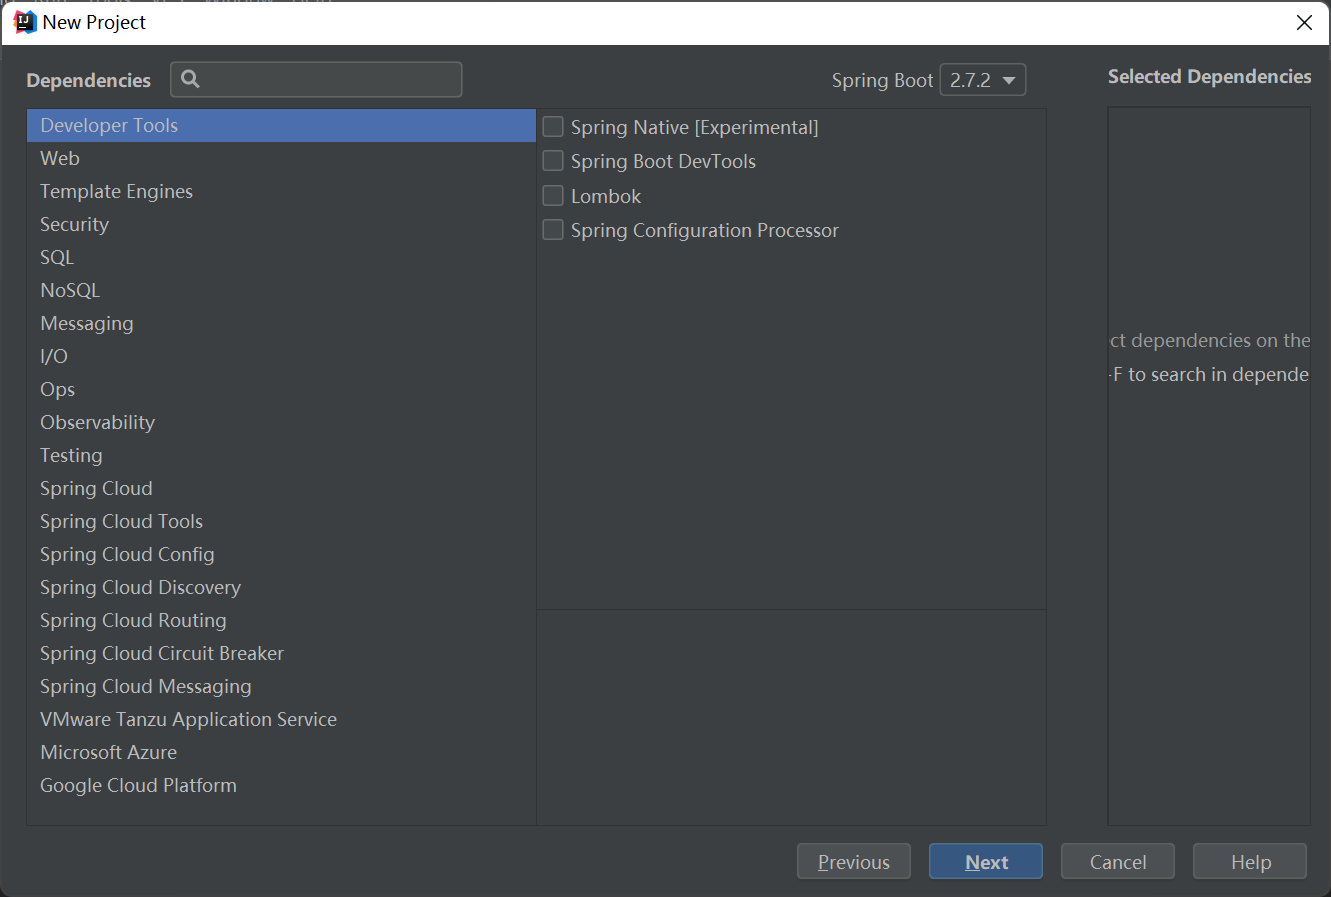 New Project
Dependencies
Spring Boot 2.7.2
Selected Dependencies
Developer Tools
Web
Template Engines
Security
SQL
NoSQL
Messaging
I/O
Ops
Observability
Testing
Spring Cloud
Spring Cloud Tools
Spring Cloud Config
Spring Cloud Discovery
Spring Cloud Routing
Spring Cloud Circuit Breaker
Spring Cloud Messaging
VMware Tanzu Application Service
Microsoft Azure
Google Cloud Platform
Spring Native [Experimental]
Spring Boot DevTools
Lombok
Spring Configuration Processor
ct dependencies on the
-F to search in depende
Previous
Next
Cancel
Help